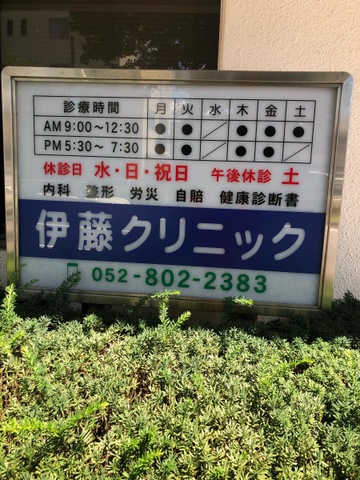 診療時間 月 火 水 木 金 土
AM 9:00〜12:30 ● ● ／ ● ● ●
PM 5:30〜 7:30 ● ● ／ ● ● ／
休診日 水・日・祝日 午後休診 土
内科 整形 労災 自賠 健康診断書
伊藤クリニック
052-802-2383